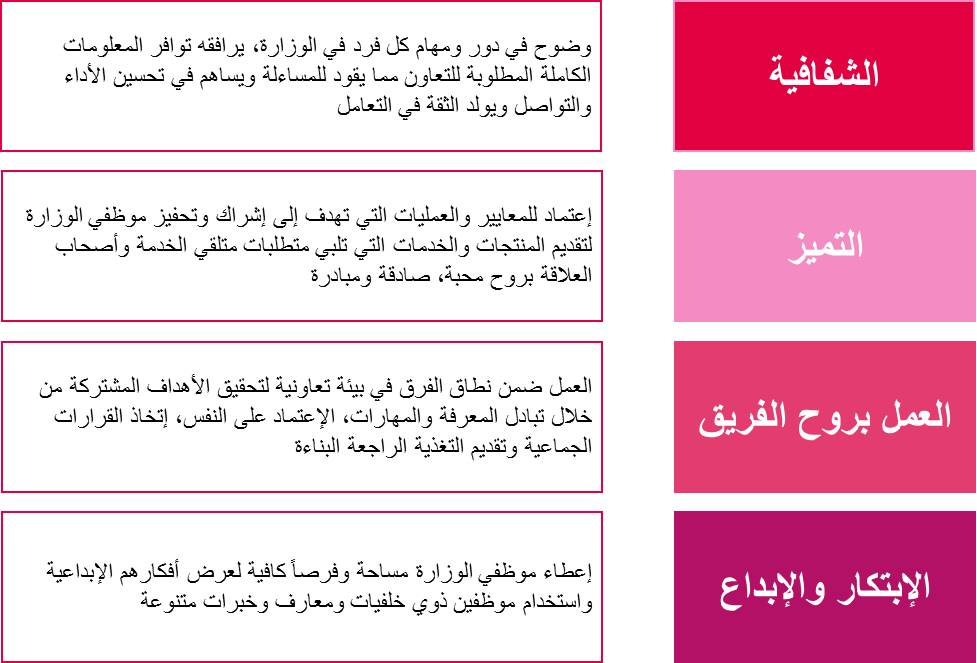 الشفافية
وضوح في دور ومهام كل فرد في الوزارة، يرافقه توافر المعلومات
الكاملة المطلوبة للتعاون مما يقود للمساءلة ويساهم في تحسين الأداء
والتواصل ويولد الثقة في التعامل
التميز
إعتماد للمعايير والعمليات التي تهدف إلى إشراك وتحفيز موظفي الوزارة
لتقديم المنتجات والخدمات التي تلبي متطلبات متلقي الخدمة وأصحاب
العلاقة بروح محبة، صادقة ومبادرة
العمل بروح الفريق
العمل ضمن نطاق الفرق في بيئة تعاونية لتحقيق الأهداف المشتركة من
خلال تبادل المعرفة والمهارات، الإعتماد على النفس، إتخاذ القرارات
الجماعية وتقديم التغذية الراجعة البناءة
الإبتكار والإبداع
إعطاء موظفي الوزارة مساحة وفرصاً كافية لعرض أفكارهم الإبداعية
واستخدام موظفين ذوي خلفيات ومعارف وخبرات متنوعة